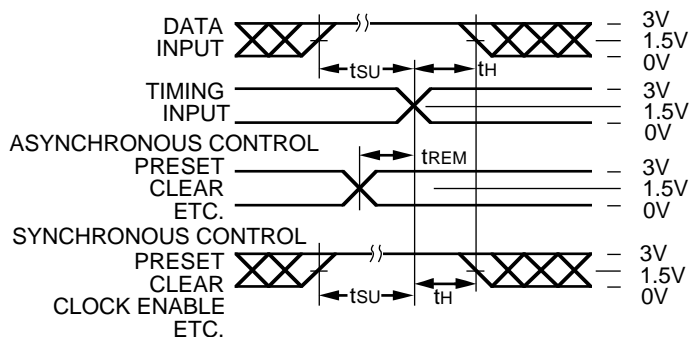 DATA INPUT
3V
1.5V
0V
tSU
tH
TIMING INPUT
3V
1.5V
0V
ASYNCHRONOUS CONTROL
tREM
PRESET
CLEAR
ETC.
3V
1.5V
0V
SYNCHRONOUS CONTROL
PRESET
CLEAR
CLOCK ENABLE
ETC.
3V
1.5V
0V
tSU
tH